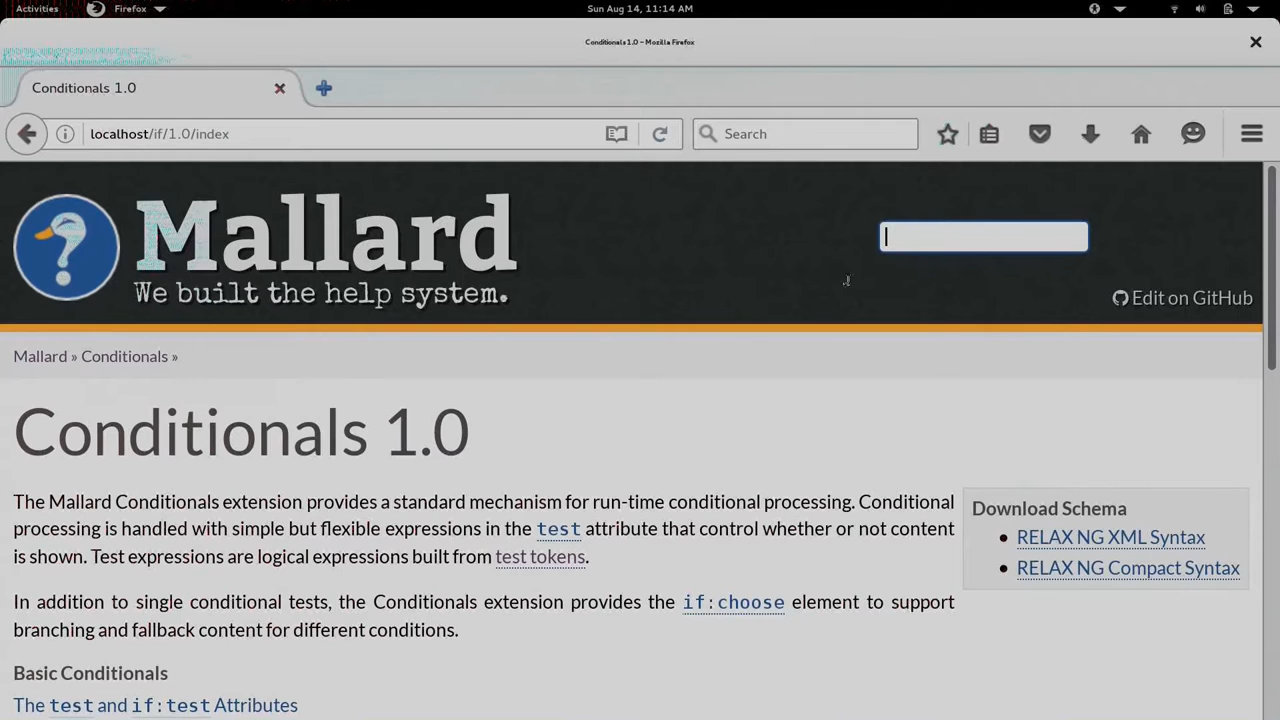 Activities Firefox Sun Aug 14, 11:14 AM
Conditionals 1.0 – Mozilla Firefox
Conditionals 1.0
localhost/if/1.0/index Search
Mallard
We built the help system.
Edit on GitHub
Mallard » Conditionals »
Conditionals 1.0
The Mallard Conditionals extension provides a standard mechanism for run-time conditional processing. Conditional
processing is handled with simple but flexible expressions in the test attribute that control whether or not content
is shown. Test expressions are logical expressions built from test tokens.
Download Schema
RELAX NG XML Syntax
RELAX NG Compact Syntax
In addition to single conditional tests, the Conditionals extension provides the if:choose element to support
branching and fallback content for different conditions.
Basic Conditionals
The test and if:test Attributes